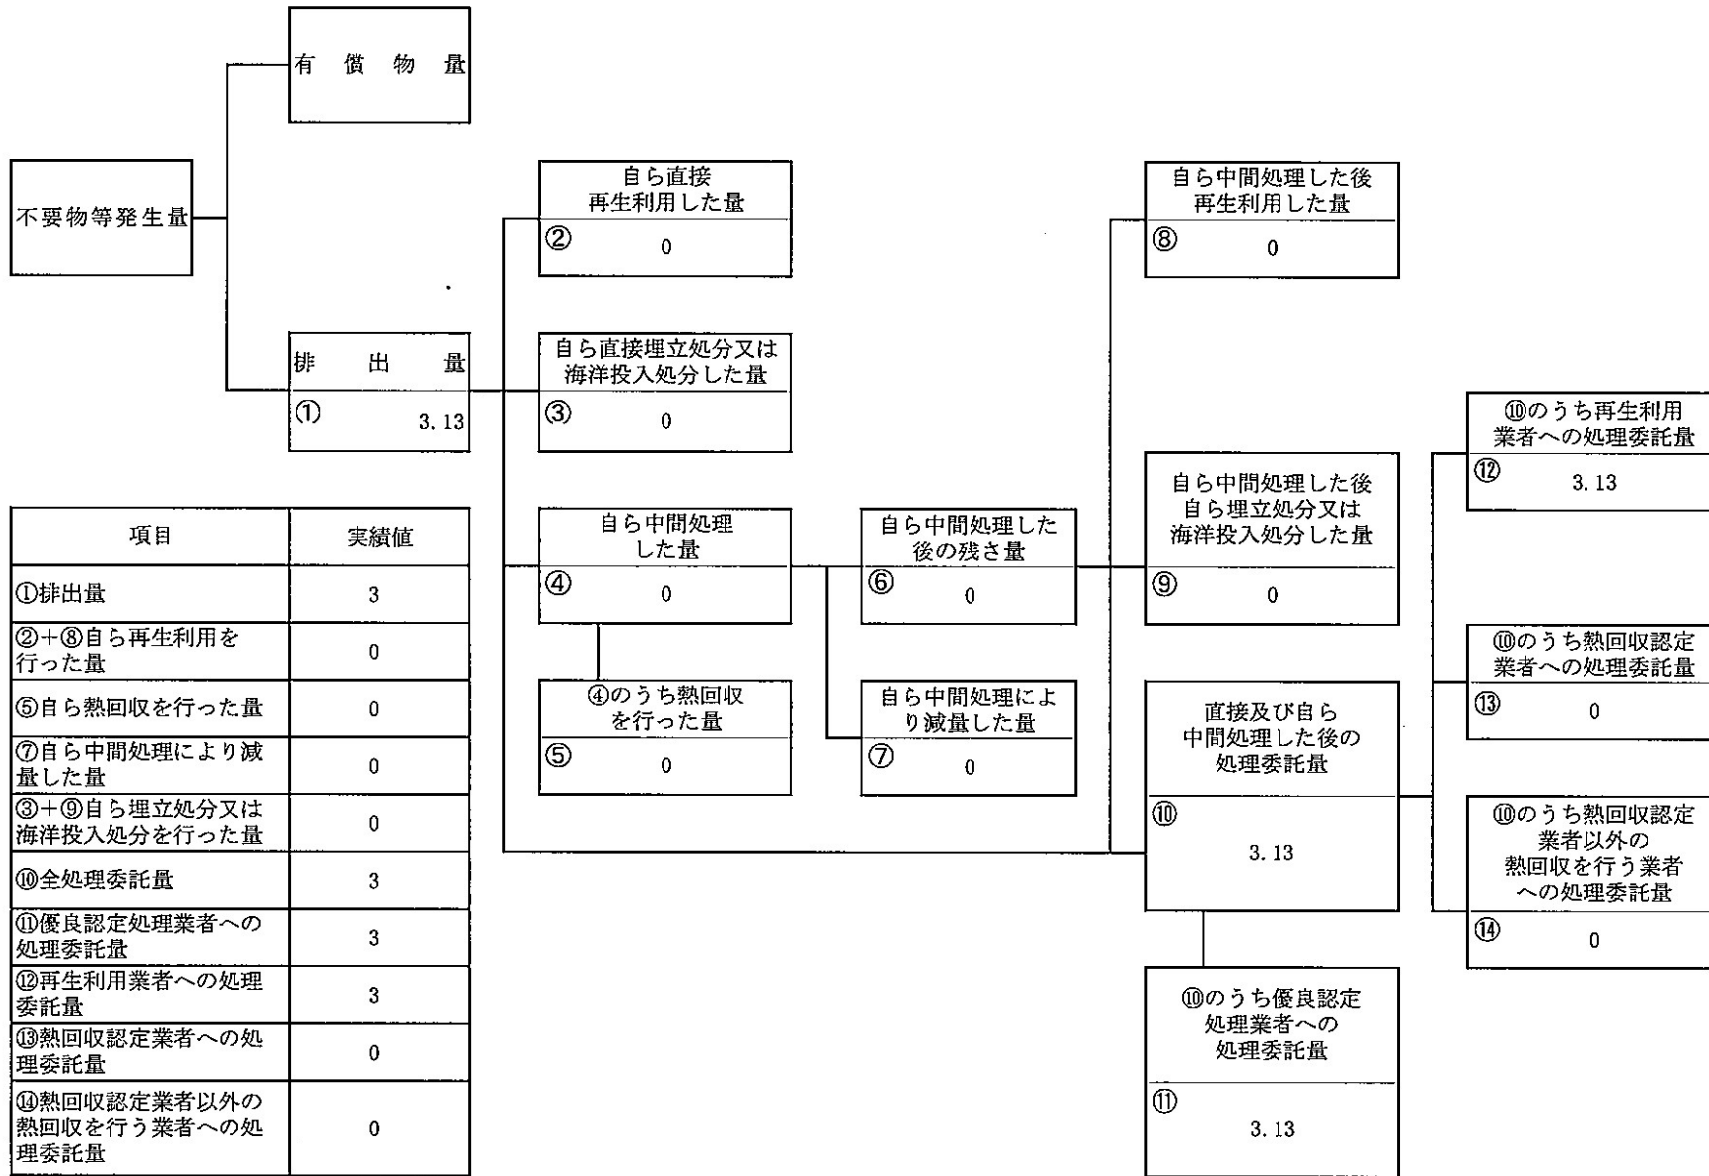 有償物量
不要物等発生量
排出量
①
3.13
自ら直接
再生利用した量
②
0
自ら直接埋立処分又は
海洋投入処分した量
③
0
自ら中間処理
した量
④
0
④のうち熱回収
を行った量
⑤
0
自ら中間処理した
後の残さ量
⑥
0
自ら中間処理によ
り減量した量
⑦
0
自ら中間処理した後
再生利用した量
⑧
0
自ら中間処理した後
自ら埋立処分又は
海洋投入処分した量
⑨
0
直接及び自ら
中間処理した後の
処理委託量
⑩
3.13
⑩のうち優良認定
処理業者への
処理委託量
⑪
3.13
⑩のうち再生利用
業者への処理委託量
⑫
3.13
⑩のうち熱回収認定
業者への処理委託量
⑬
0
⑩のうち熱回収認定
業者以外の
熱回収を行う業者
への処理委託量
⑭
0
項目 実績値
①排出量 3
②+⑧自ら再生利用を
行った量 0
⑤自ら熱回収を行った量 0
⑦自ら中間処理により減
量した量 0
③+⑨自ら埋立処分又は
海洋投入処分を行った量 0
⑩全処理委託量 3
⑪優良認定処理業者への
処理委託量 3
⑫再生利用業者への処理
委託量 3
⑬熱回収認定業者への処
理委託量 0
⑭熱回収認定業者以外の
熱回収を行う業者への処
理委託量 0